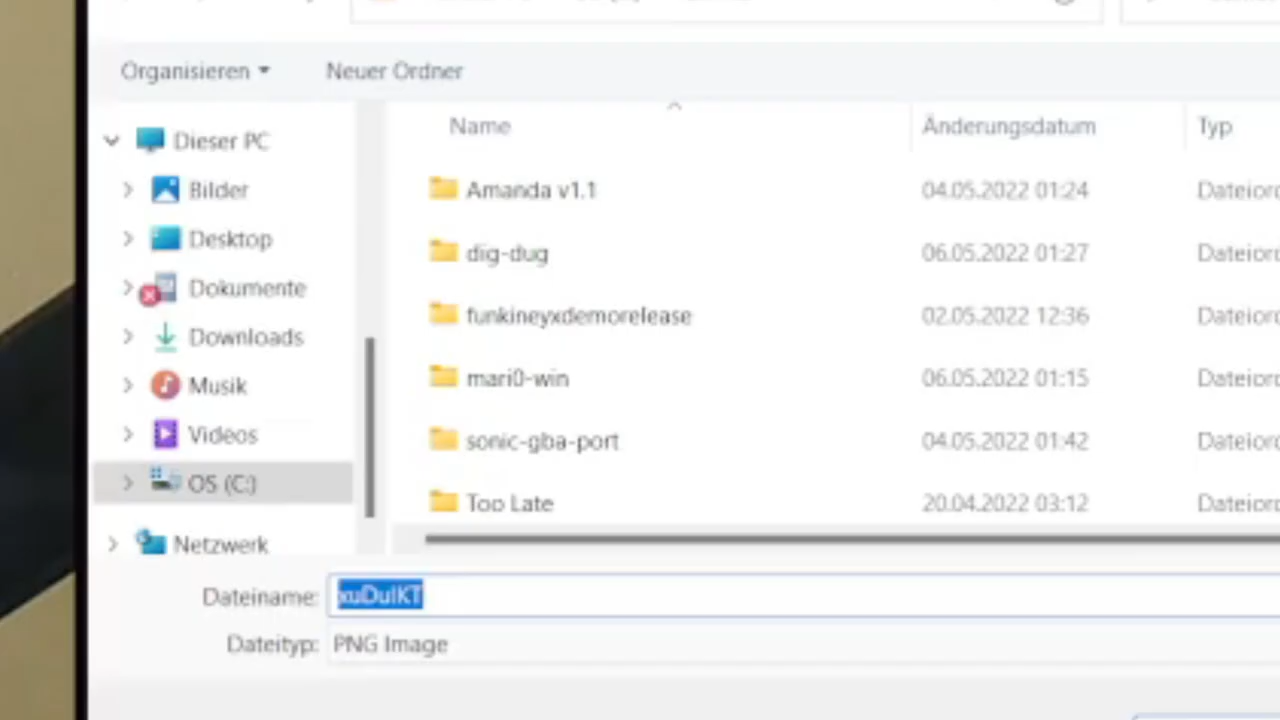 Organisieren Neuer Ordner
Name Änderungsdatum Typ
Dieser PC
Bilder
Desktop
Dokumente
Downloads
Musik
Videos
OS (C:)
Netzwerk
Amanda v1.1 04.05.2022 01:24
dig-dug 06.05.2022 01:27
funkineyxdemorelease 02.05.2022 12:36
mari0-win 06.05.2022 01:15
sonic-gba-port 04.05.2022 01:42
Too Late 20.04.2022 03:12
Dateiname:
Dateityp: PNG Image